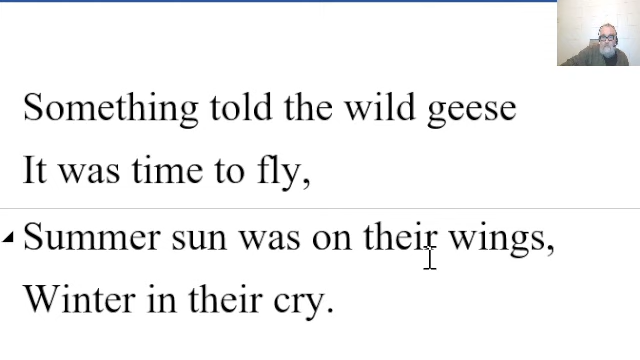 Something told the wild geese
It was time to fly,
Summer sun was on their wings,
Winter in their cry.